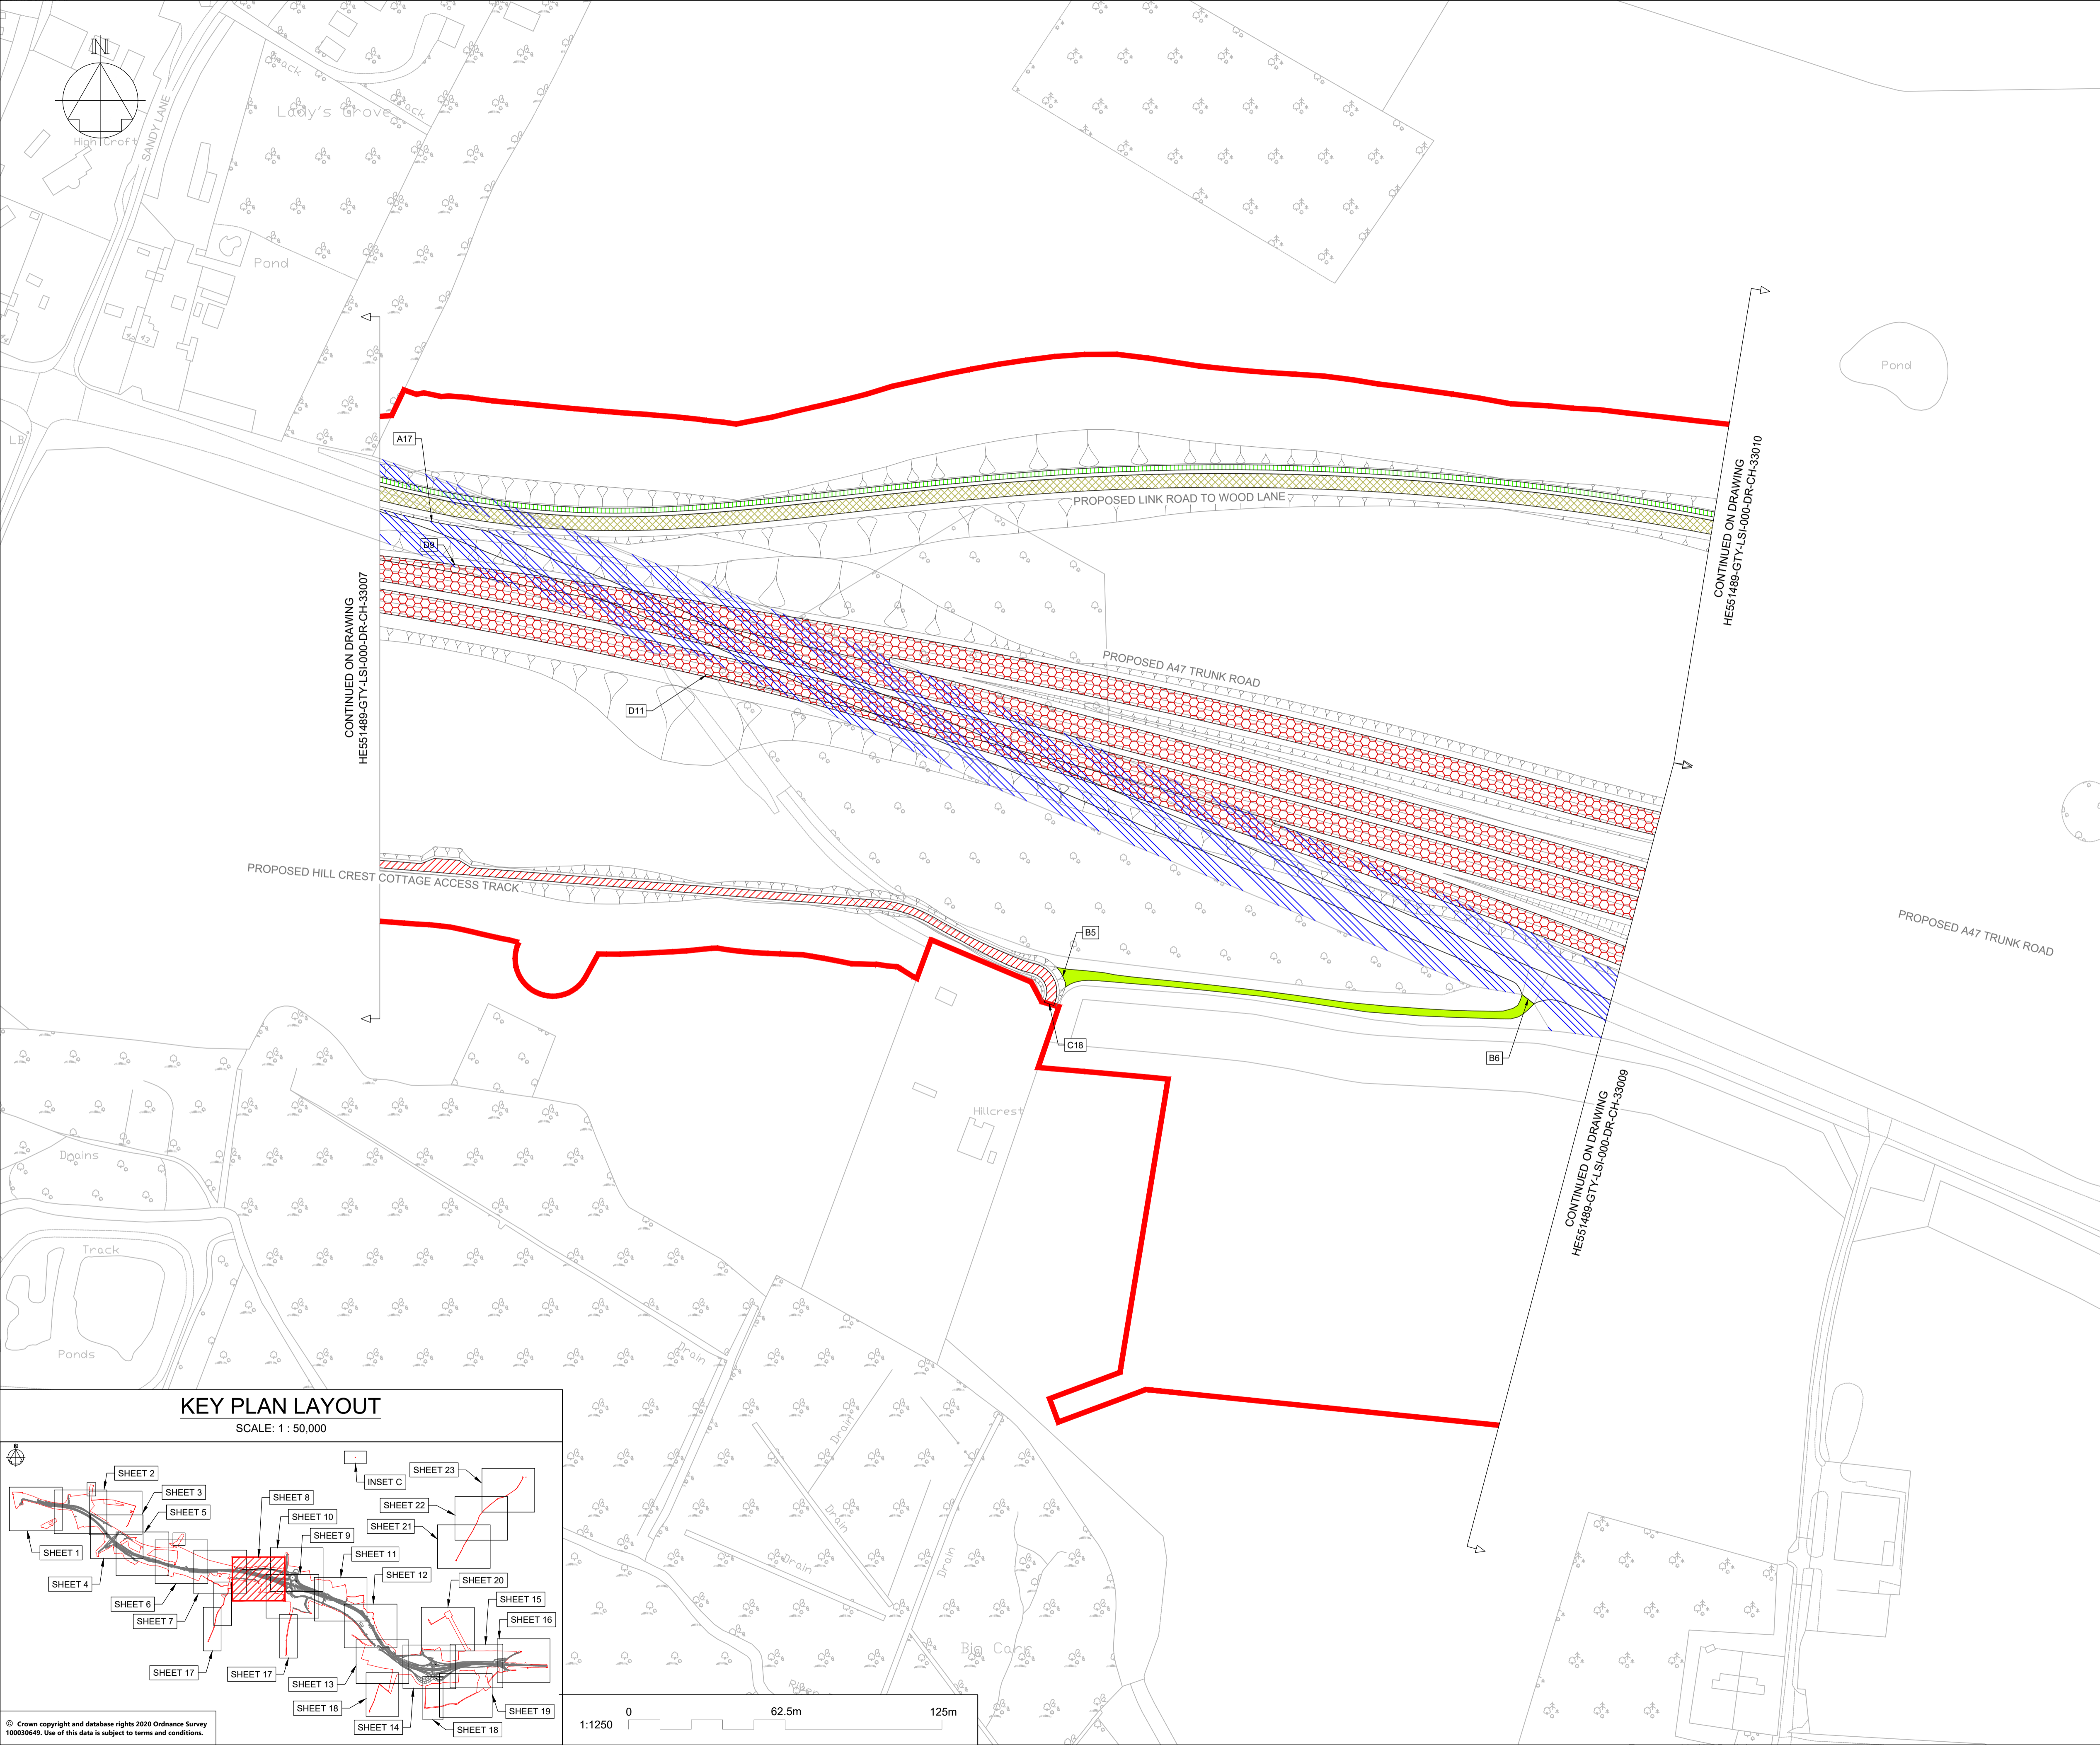 N
SANDY LANE
High Croft
Track
Lady's Grove
Track
Pond
40
43
44
LB
Pond
A17
D9
D11
PROPOSED LINK ROAD TO WOOD LANE
PROPOSED A47 TRUNK ROAD
CONTINUED ON DRAWING
HE551489-GTY-LSI-000-DR-CH-33010
CONTINUED ON DRAWING
HE551489-GTY-LSI-000-DR-CH-33007
PROPOSED HILL CREST COTTAGE ACCESS TRACK
B5
C18
B6
PROPOSED A47 TRUNK ROAD
CONTINUED ON DRAWING
HE551489-GTY-LSI-000-DR-CH-33009
Hillcrest
Drains
Track
Ponds
Drain
Drain
Drain
Drain
Drain
Big Carr
River
KEY PLAN LAYOUT
SCALE: 1 : 50,000
N
SHEET 2
SHEET 3
SHEET 5
SHEET 1
SHEET 4
SHEET 6
SHEET 7
SHEET 8
SHEET 10
SHEET 9
SHEET 11
SHEET 12
INSET C
SHEET 23
SHEET 22
SHEET 21
SHEET 20
SHEET 15
SHEET 16
SHEET 17
SHEET 17
SHEET 13
SHEET 18
SHEET 14
SHEET 18
SHEET 19
© Crown copyright and database rights 2020 Ordnance Survey
100030649. Use of this data is subject to terms and conditions.
1:1250
0
62.5m
125m